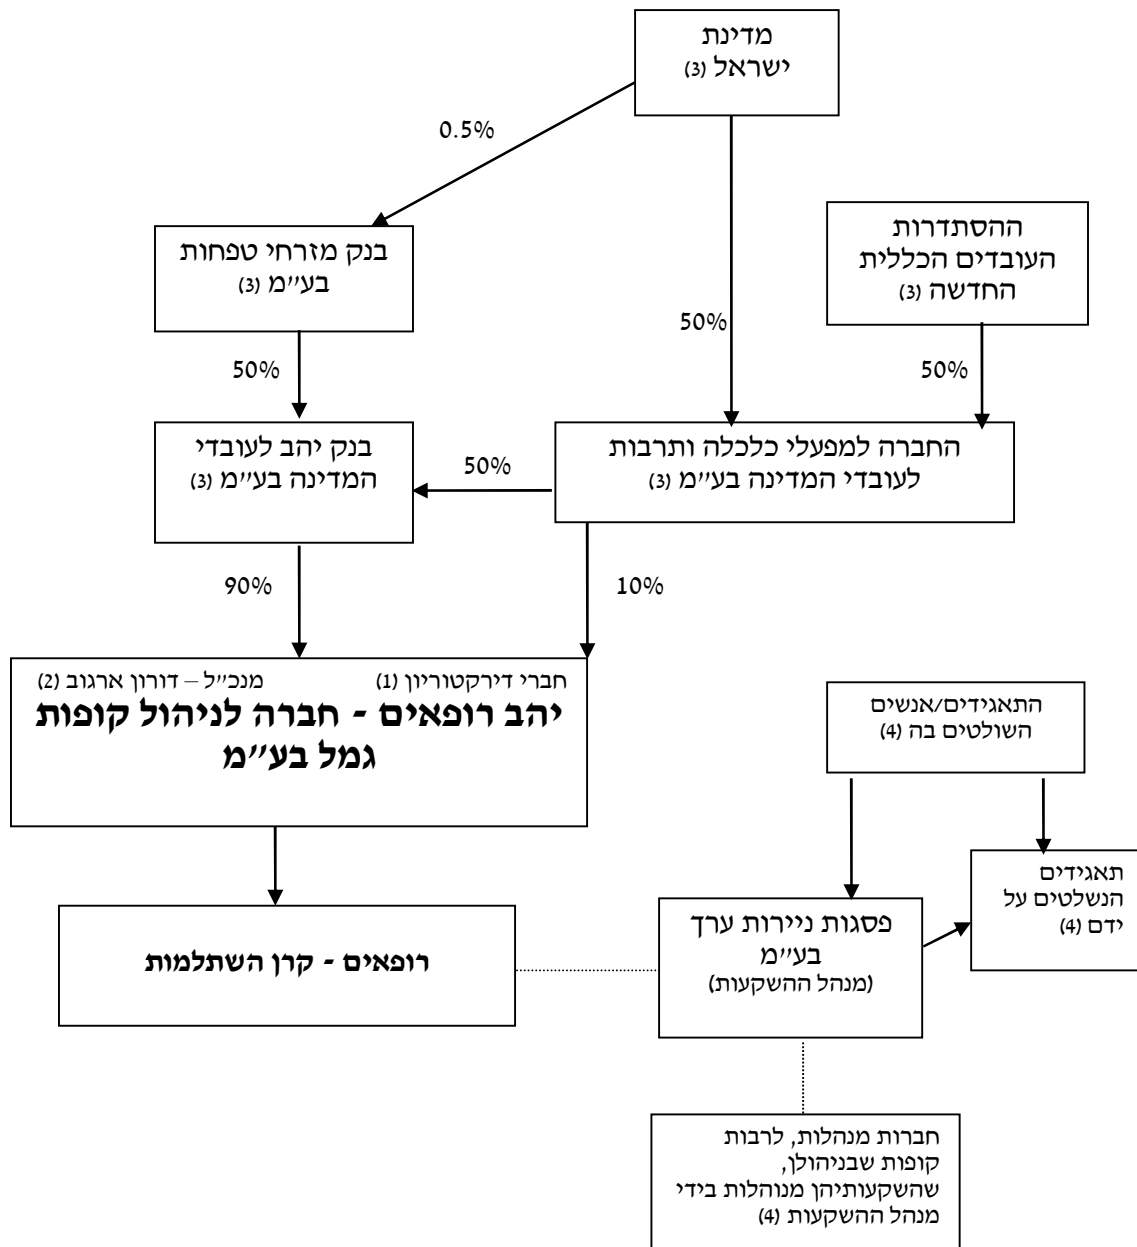 מדינת
ישראל (3)
0.5%
בנק מזרחי טפחות
בע"מ (3)
ההסתדרות
העובדים הכללית
החדשה (3)
50%
50%
50%
בנק יהב לעובדי
המדינה בע"מ (3)
50%
החברה למפעלי כלכלה ותרבות
לעובדי המדינה בע"מ (3)
90%
10%
חברי דירקטוריון (1)
מנכ"ל – דורון ארגוב (2)
יהב רופאים - חברה לניהול קופות
גמל בע"מ
התאגידים/אנשים
השולטים בה (4)
תאגידים
הנשלטים על
ידם (4)
רופאים - קרן השתלמות
פסגות ניירות ערך
בע"מ
(מנהל ההשקעות)
חברות מנהלות, לרבות
קופות שבניהולן,
שהשקעותיהן מנוהלות בידי
מנהל ההשקעות (4)